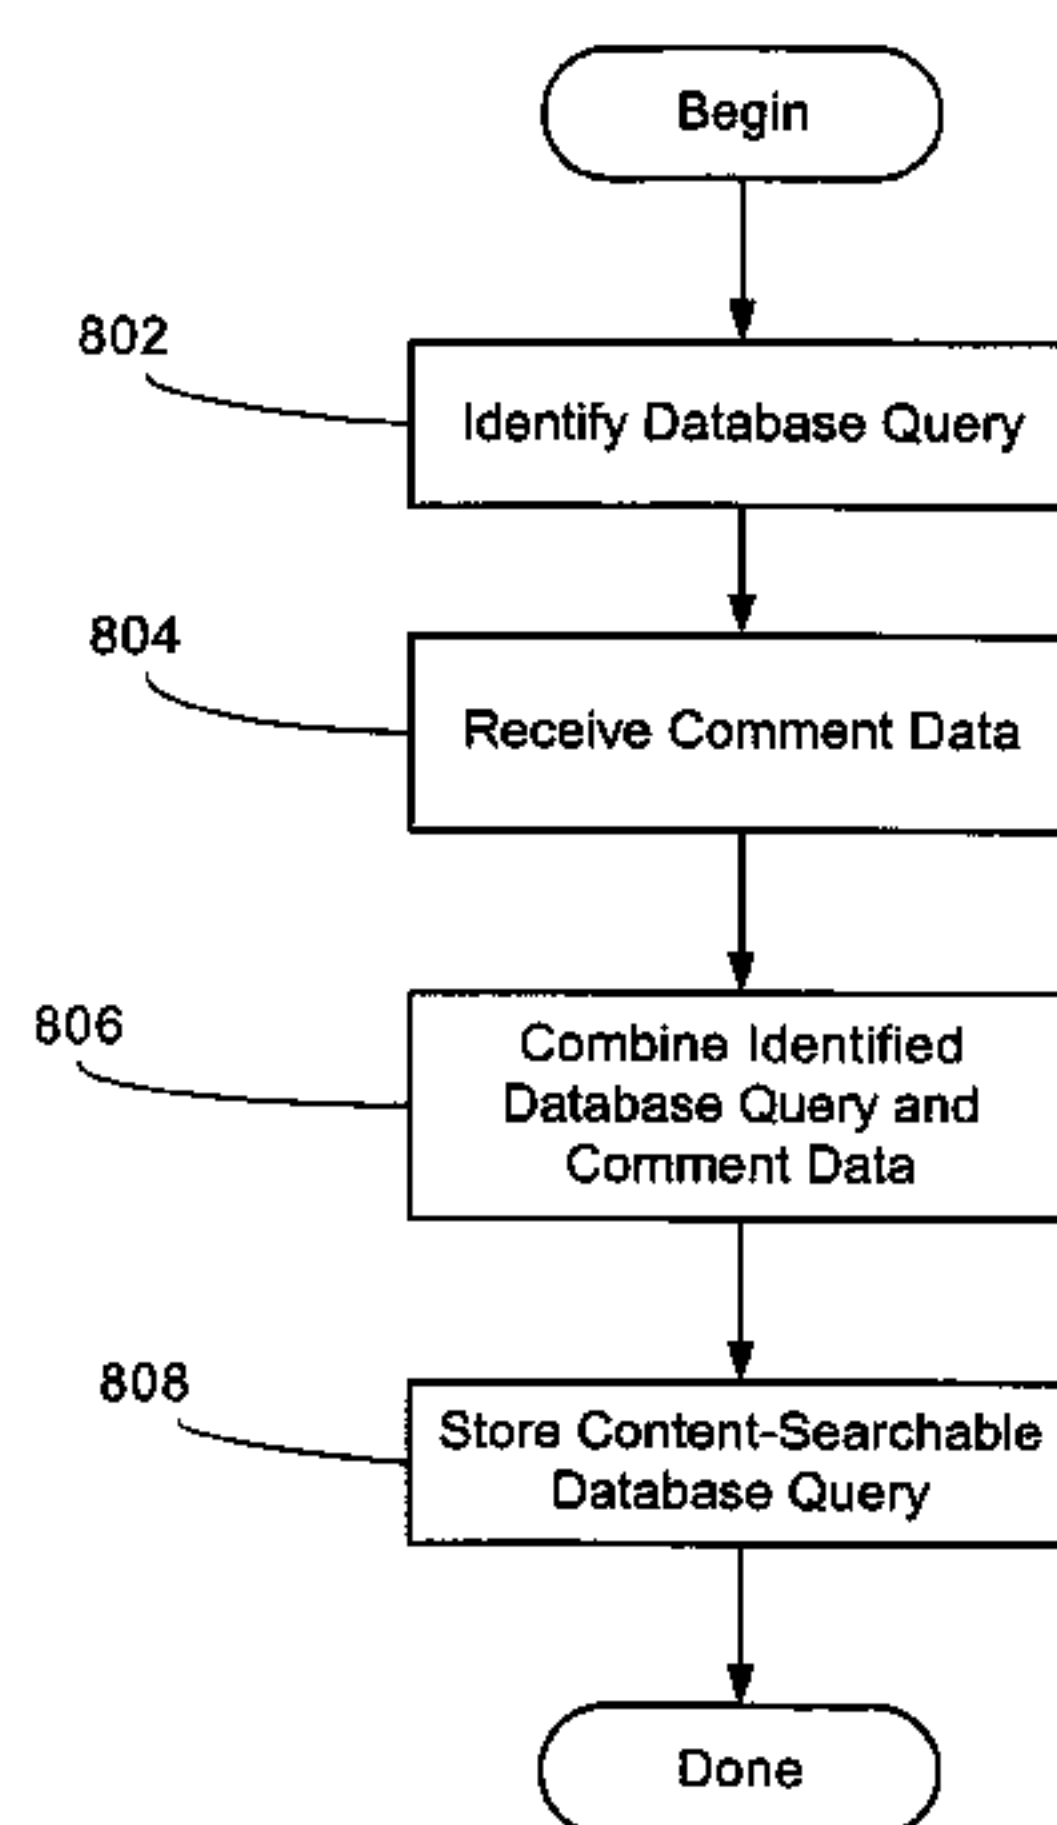 Begin
802
Identify Database Query
804
Receive Comment Data
806
Combine Identified
Database Query and
Comment Data
808
Store Content-Searchable
Database Query
Done